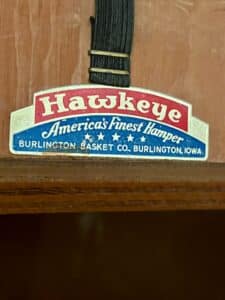 Hawkeye
America's Finest Hamper
BURLINGTON BASKET CO., BURLINGTON, IOWA